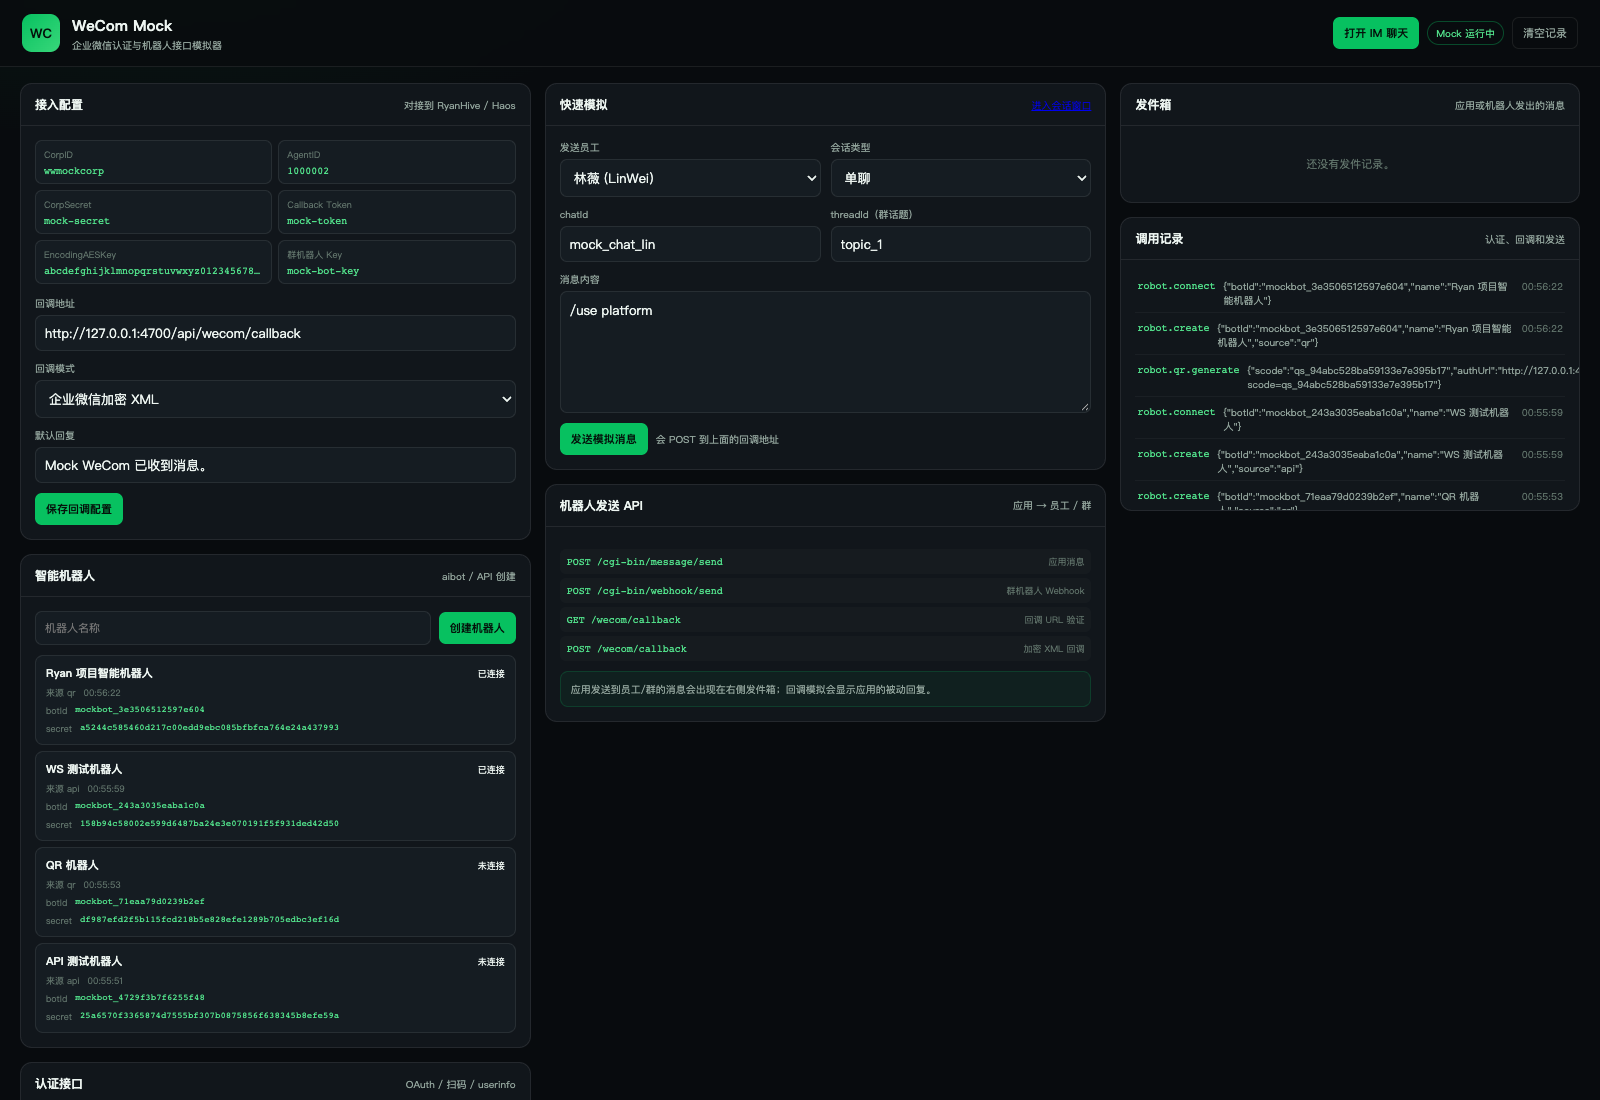 WC
WeCom Mock
企业微信认证与机器人接口模拟器
打开 IM 聊天
Mock 运行中
清空记录
接入配置
对接到 RyanHive / Haos
CorpID
wwmockcorp
AgentID
1000002
CorpSecret
mock-secret
Callback Token
mock-token
EncodingAESKey
abcdefghijklmnopqrstuvwxyz012345678…
群机器人 Key
mock-bot-key
回调地址
http://127.0.0.1:4700/api/wecom/callback
回调模式
企业微信加密 XML
默认回复
Mock WeCom 已收到消息。
保存回调配置
智能机器人
aibot / API 创建
机器人名称
创建机器人
Ryan 项目智能机器人
已连接
来源 qr 00:56:22
botId mockbot_3e3506512597e604
secret a5244c585460d217c00edd9ebc085bfbfca764e24a437993
WS 测试机器人
已连接
来源 api 00:55:59
botId mockbot_243a3035eaba1c0a
secret 158b94c58002e599d6487ba24e3e070191f5f931ded42d50
QR 机器人
未连接
来源 qr 00:55:53
botId mockbot_71eaa79d0239b2ef
secret df987efd2f5b115fcd218b5e828efe1289b705edbc3ef16d
API 测试机器人
未连接
来源 api 00:55:51
botId mockbot_4729f3b7f6255f48
secret 25a6570f3365874d7555bf307b0875856f638345b8efe59a
认证接口
OAuth / 扫码 / userinfo
快速模拟
发送员工
林薇 (LinWei)
会话类型
单聊
chatId
mock_chat_lin
threadId（群话题）
topic_1
消息内容
/use platform
发送模拟消息
会 POST 到上面的回调地址
机器人发送 API
应用 → 员工 / 群
POST /cgi-bin/message/send
应用消息
POST /cgi-bin/webhook/send
群机器人 Webhook
GET /wecom/callback
回调 URL 验证
POST /wecom/callback
加密 XML 回调
应用发送到员工/群的消息会出现在右侧发件箱；回调模拟会显示应用的被动回复。
发件箱
应用或机器人发出的消息
还没有发件记录。
调用记录
认证、回调和发送
robot.connect {"botId":"mockbot_3e3506512597e604","name":"Ryan 项目智 00:56:22
能机器人"}
robot.create {"botId":"mockbot_3e3506512597e604","name":"Ryan 项目智能 00:56:22
机器人","source":"qr"}
robot.qr.generate {"scode":"qs_94abc528ba59133e7e395b17","authUrl":"http://127.0.0.1:4
scode=qs_94abc528ba59133e7e395b17"}
robot.connect {"botId":"mockbot_243a3035eaba1c0a","name":"WS 测试机器 00:55:59
人"}
robot.create {"botId":"mockbot_243a3035eaba1c0a","name":"WS 测试机器 00:55:59
人","source":"api"}
robot.create {"botId":"mockbot_71eaa79d0239b2ef","name":"QR 机器 00:55:53
人","source":"qr"}